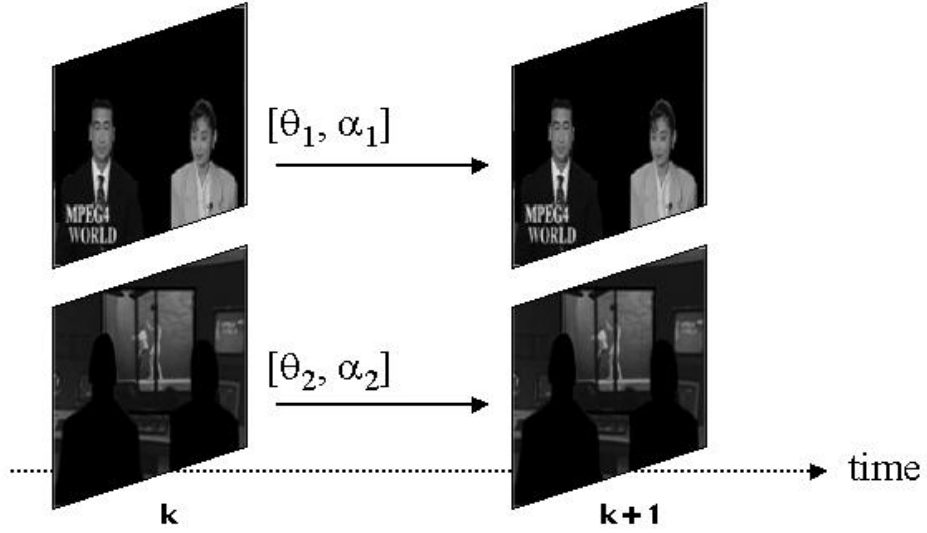 [θ1, α1]
MPEG4
WORLD
MPEG4
WORLD
[θ2, α2]
time
k
k+1